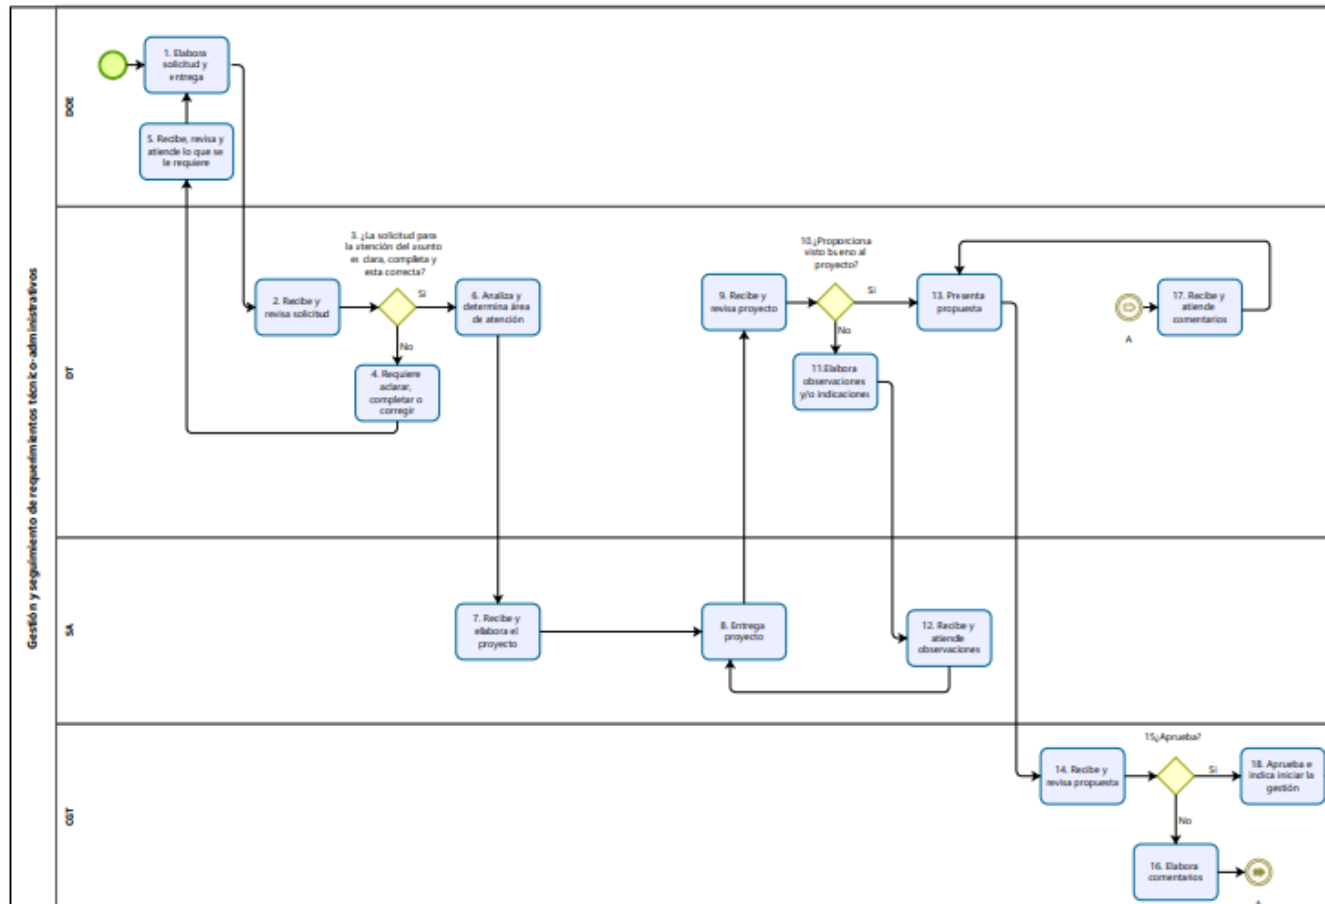 Gestión y seguimiento de requerimientos técnico-administrativos
DOE
1. Elabora
solicitud y
entrega
5. Recibe, revisa y
atiende lo que se
le requiere
DT
2. Recibe y
revisa solicitud
3. ¿La solicitud para
la atención del asunto
es clara, completa y
esta correcta?
Si
No
4. Requiere
aclarar,
completar o
corregir
6. Analiza y
determina área
de atención
9. Recibe y
revisa proyecto
10.¿Proporciona
visto bueno al
proyecto?
Si
No
11.Elabora
observaciones
y/o indicaciones
13. Presenta
propuesta
A
17. Recibe y
atiende
comentarios
SA
7. Recibe y
elabora el
proyecto
8. Entrega
proyecto
12. Recibe y
atiende
observaciones
CGT
14. Recibe y
revisa propuesta
15¿Aprueba?
Si
No
18. Aprueba e
indica iniciar la
gestión
16. Elabora
comentarios